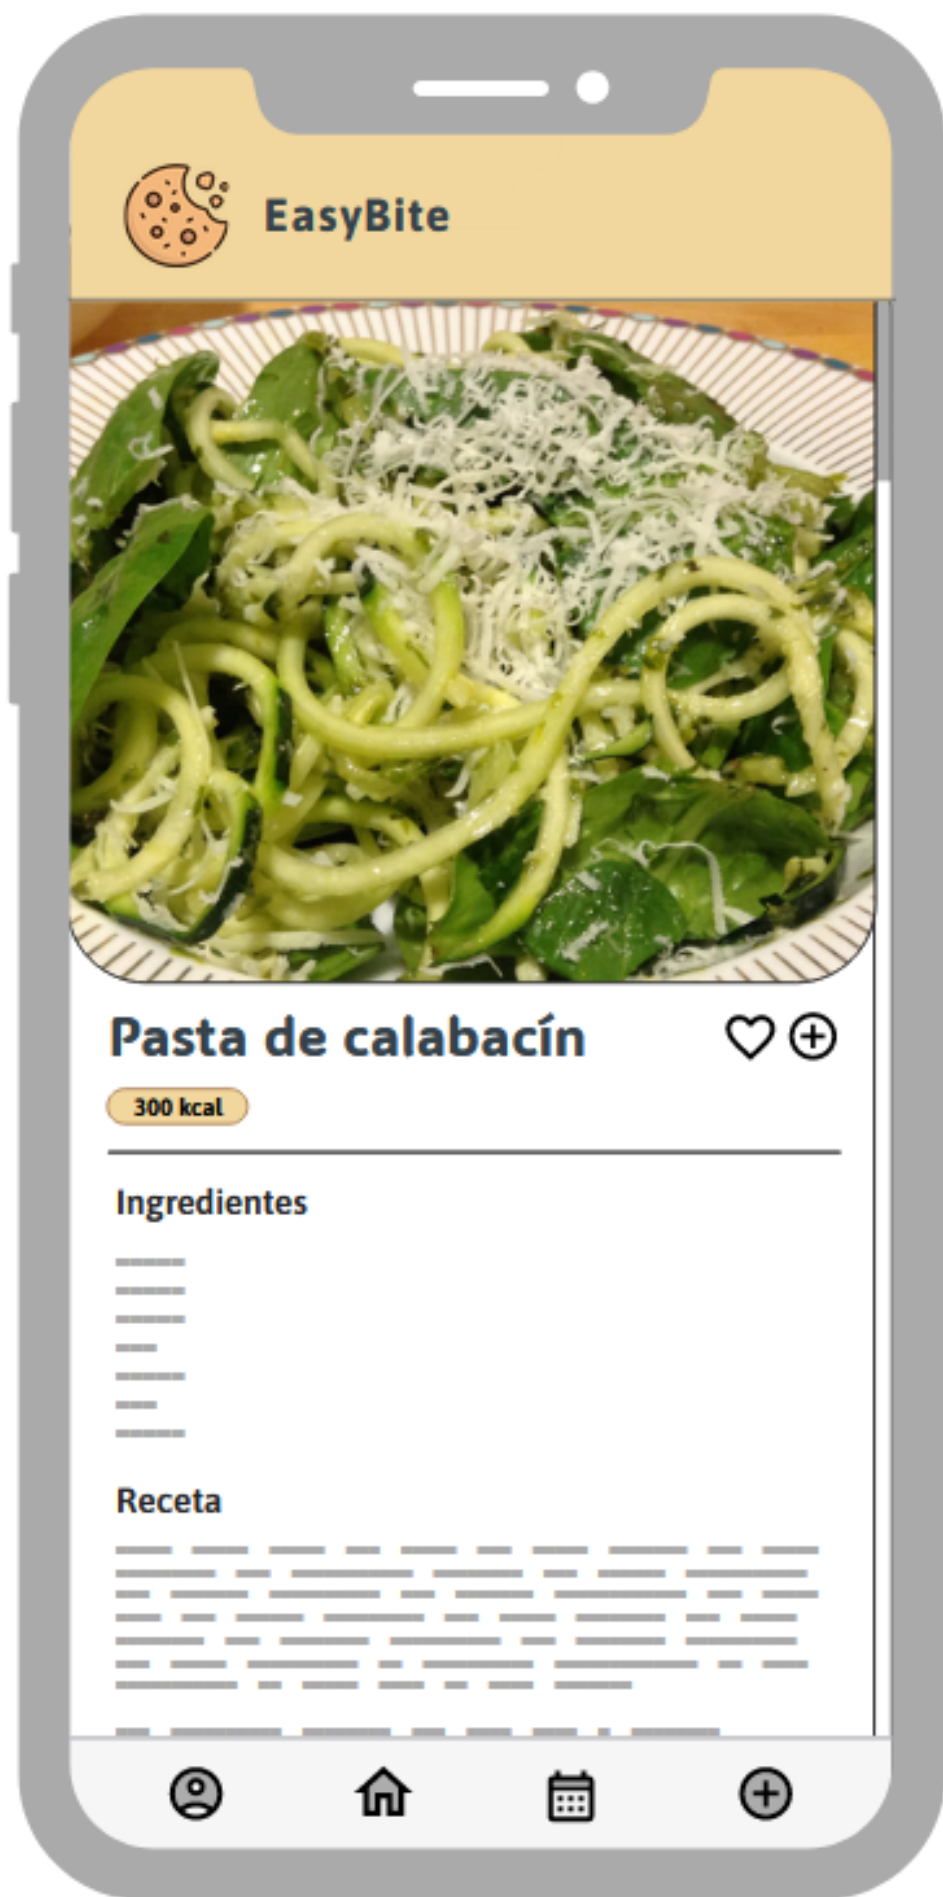 EasyBite
Pasta de calabacín
300 kcal
Ingredientes
Receta